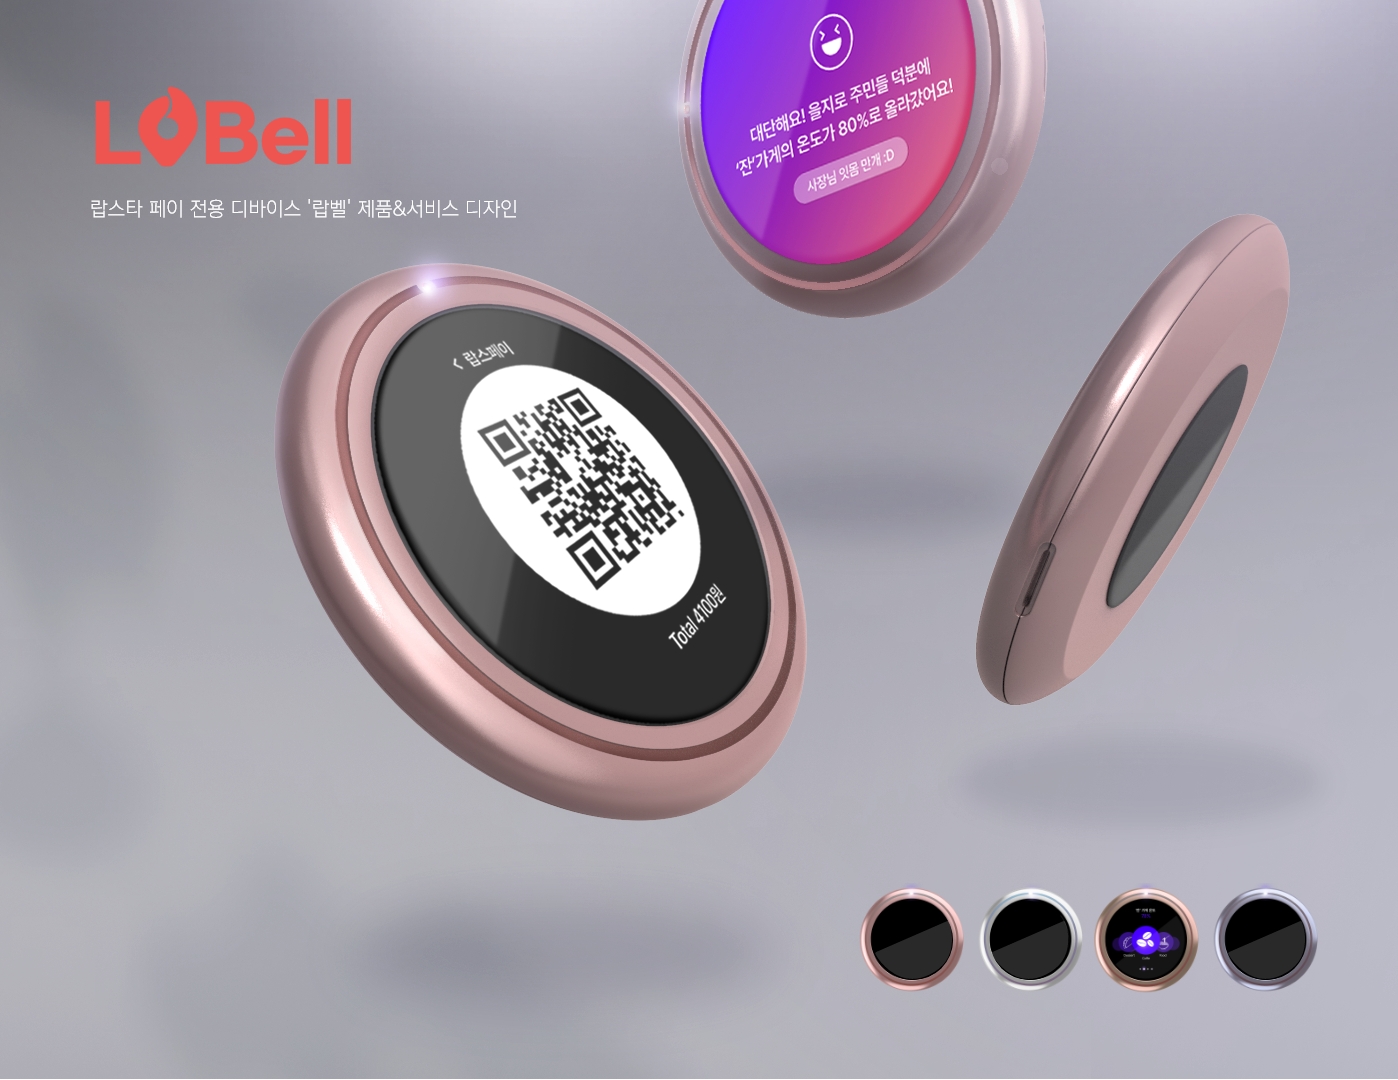 LOBell
랍스타 페이 전용 디바이스 '랍벨' 제품&서비스 디자인
대단해요! 을지로 주민들 덕분에
'잔'가게의 온도가 80%로 올라갔어요!
사장님 잇몸 만개 :D
< 랍스페이
Total 4100원